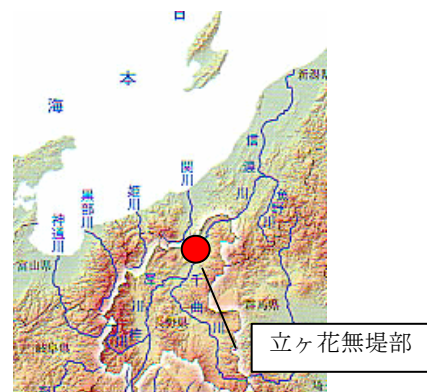 日
本
海
新潟県
信濃川
魚野川
関川
姫川
黒部川
神通川
富山県
群馬県
千曲川
犀川
長野県
岐阜県
立ヶ花無堤部